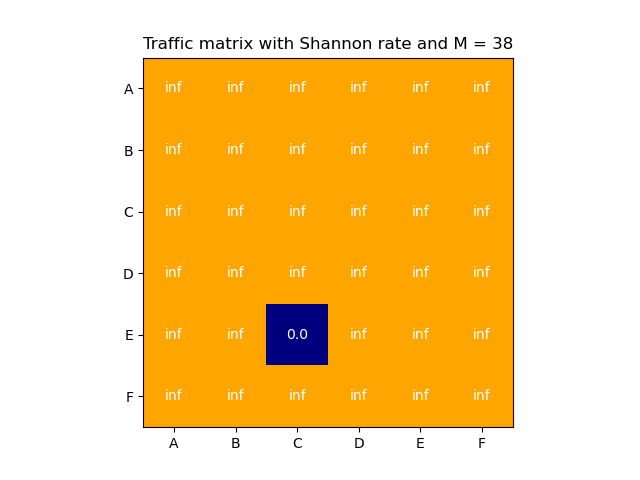 Traffic matrix with Shannon rate and M = 38
A inf inf inf inf inf inf
B inf inf inf inf inf inf
C inf inf inf inf inf inf
D inf inf inf inf inf inf
E inf inf 0.0 inf inf inf
F inf inf inf inf inf inf
A B C D E F